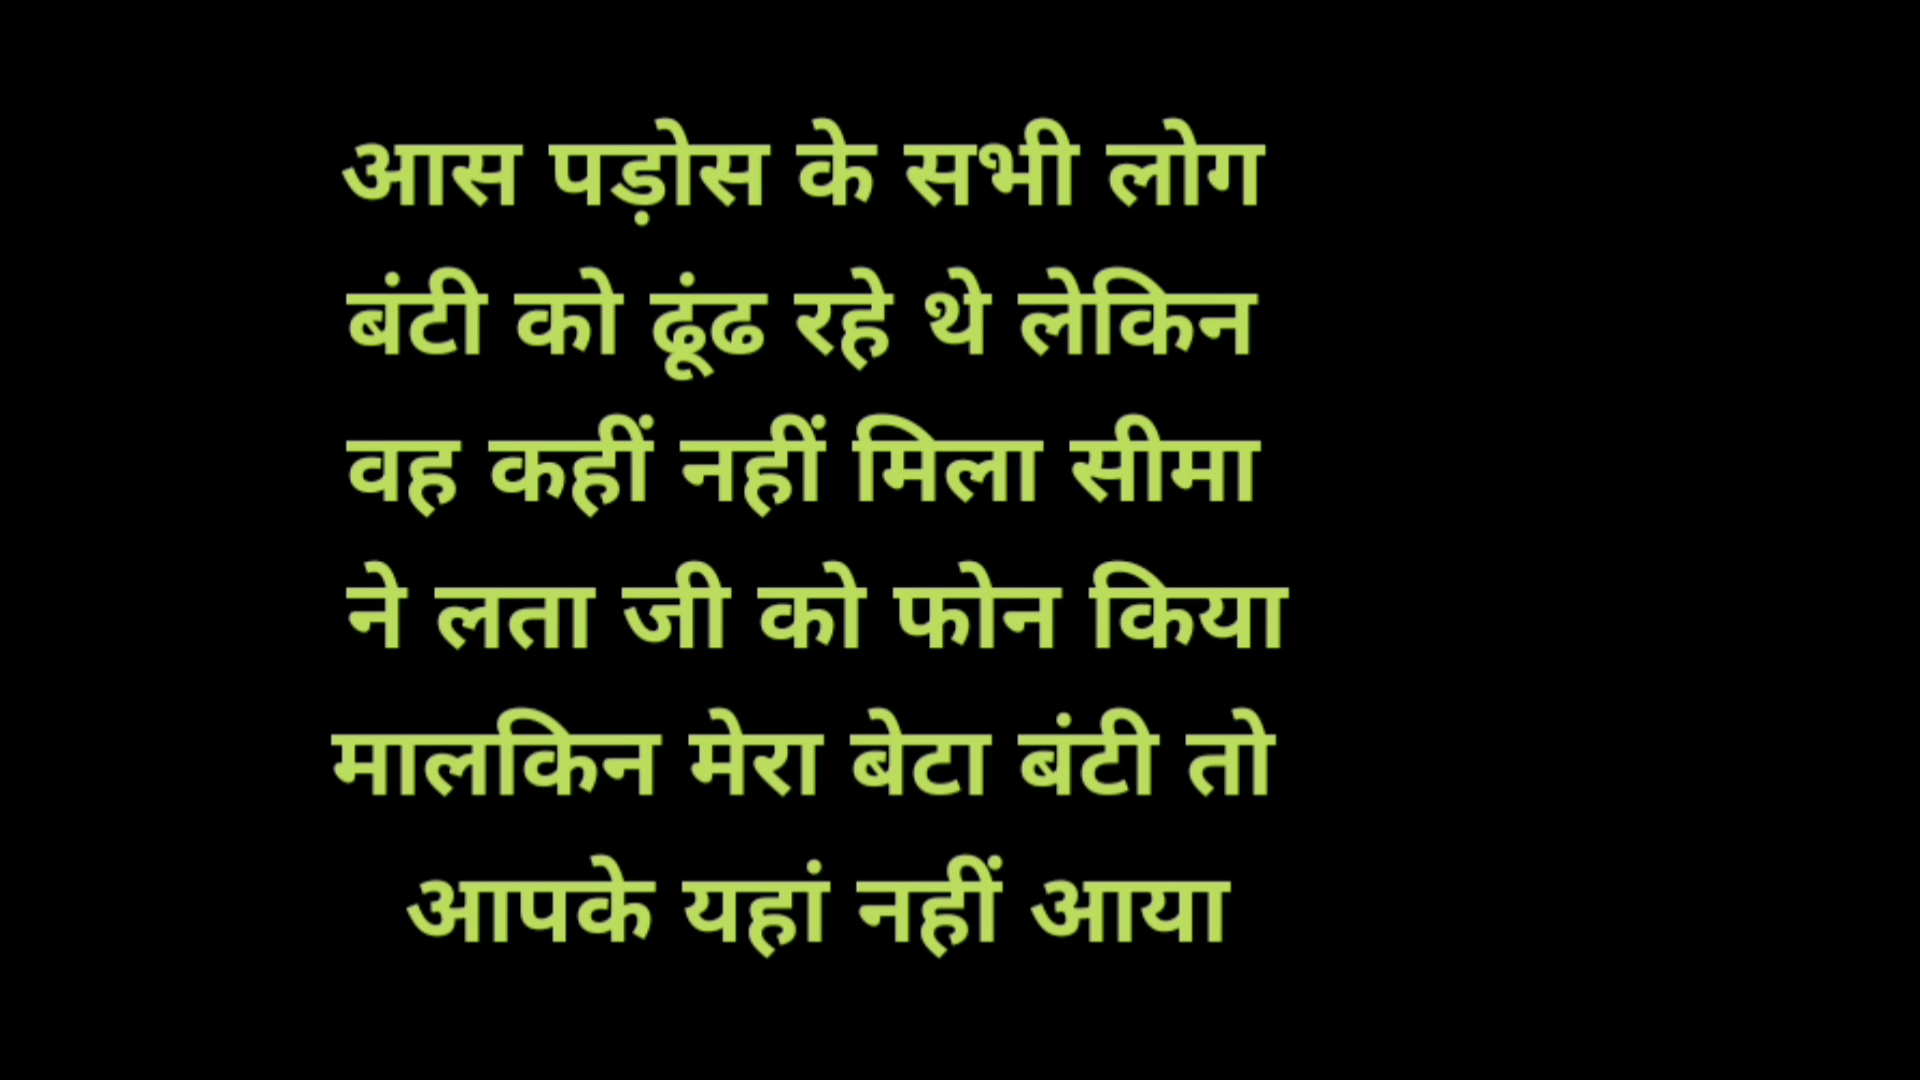 आस पड़ोस के सभी लोग
बंटी को ढूंढ रहे थे लेकिन
वह कहीं नहीं मिला सीमा
ने लता जी को फोन किया
मालकिन मेरा बेटा बंटी तो
आपके यहां नहीं आया